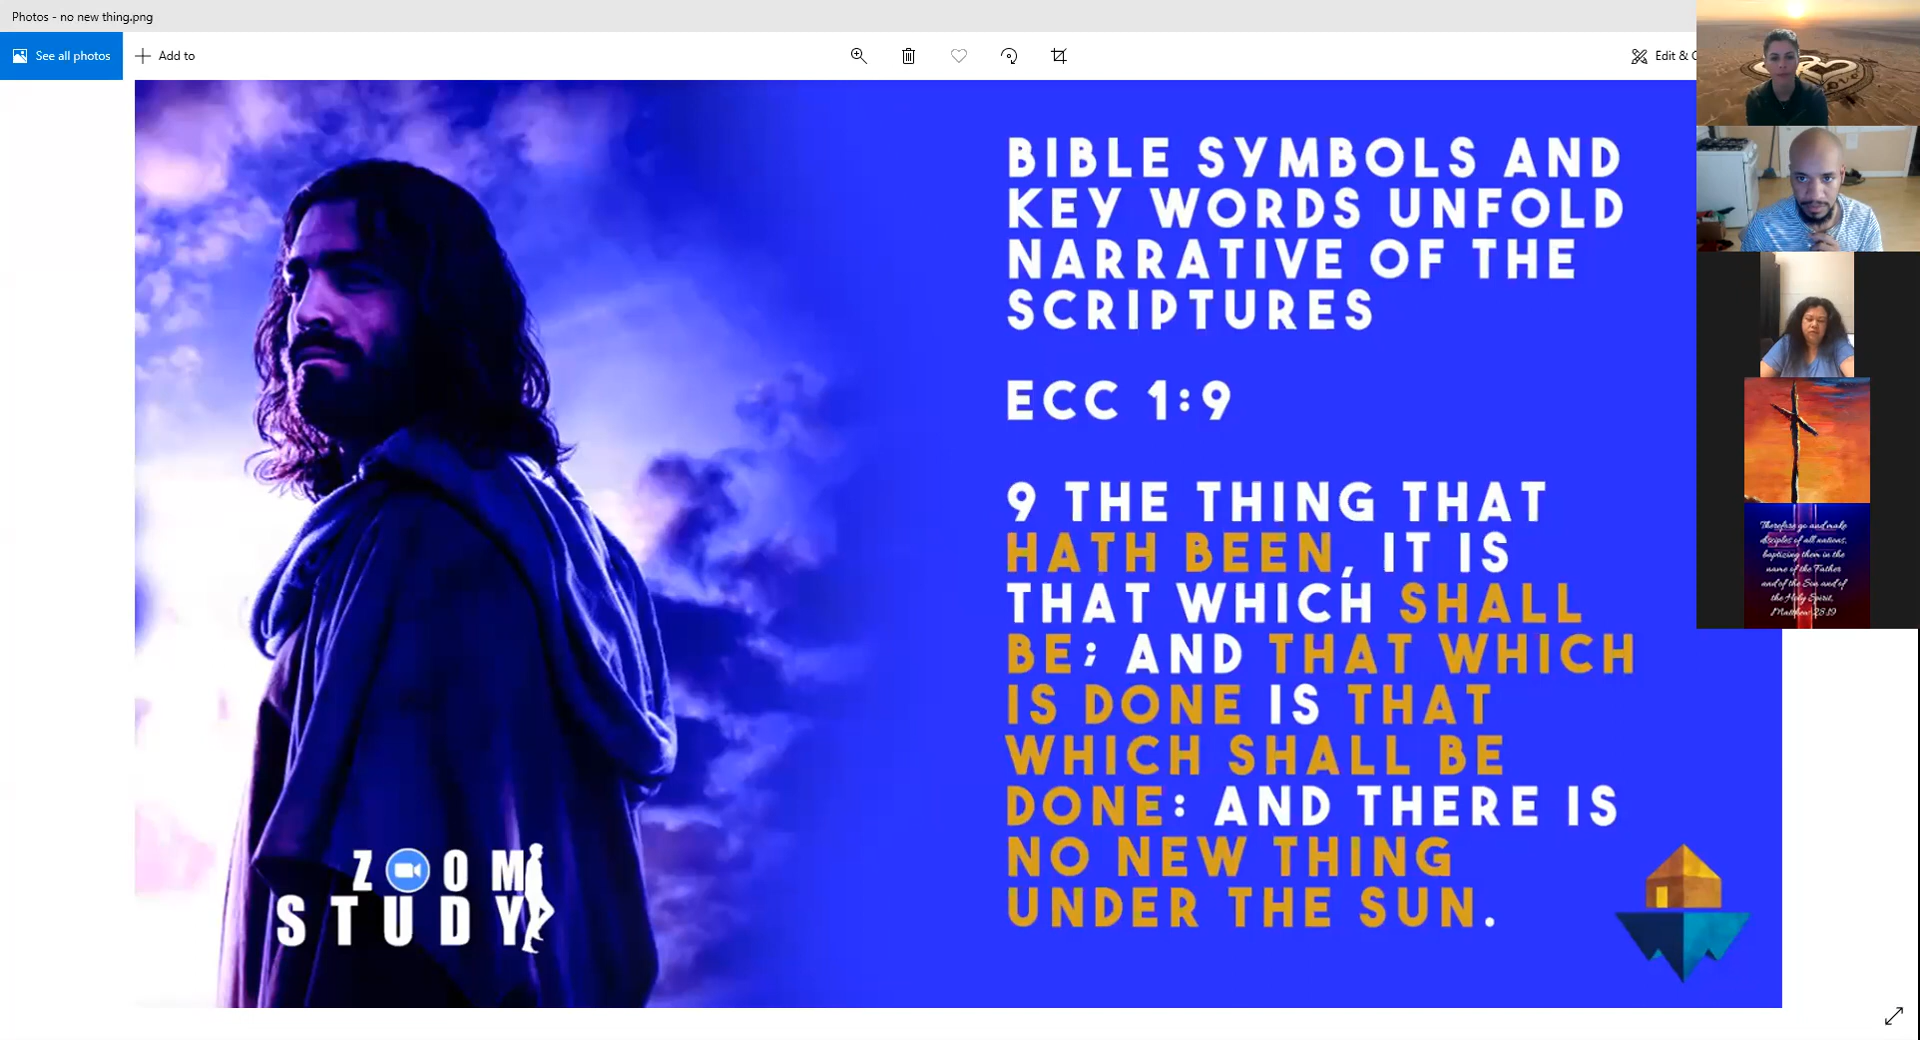 Photos - no new thing.png
See all photos
Add to
Edit & C
BIBLE SYMBOLS AND
KEY WORDS UNFOLD
NARRATIVE OF THE
SCRIPTURES
ECC 1:9
9 THE THING THAT
HATH BEEN, IT IS
THAT WHICH SHALL
BE; AND THAT WHICH
IS DONE IS THAT
WHICH SHALL BE
DONE: AND THERE IS
NO NEW THING
UNDER THE SUN.
ZOOM
STUDY
Therefore go and make
disciples of all nations,
baptizing them in the
name of the Father
and of the Son and of
the Holy Spirit,
Matthew 28:19